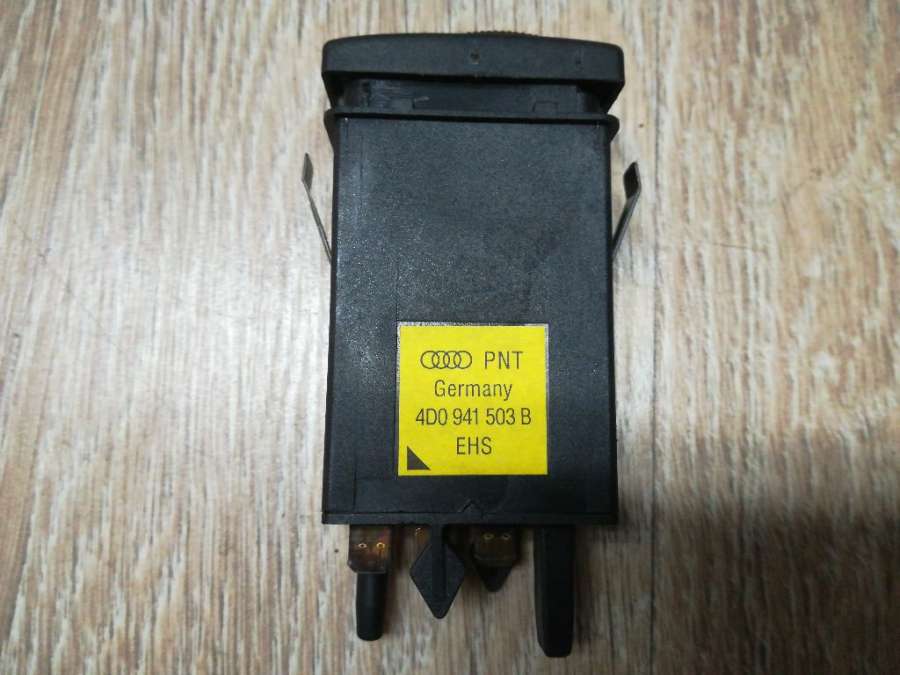 PNT
Germany
4D0 941 503 B
EHS